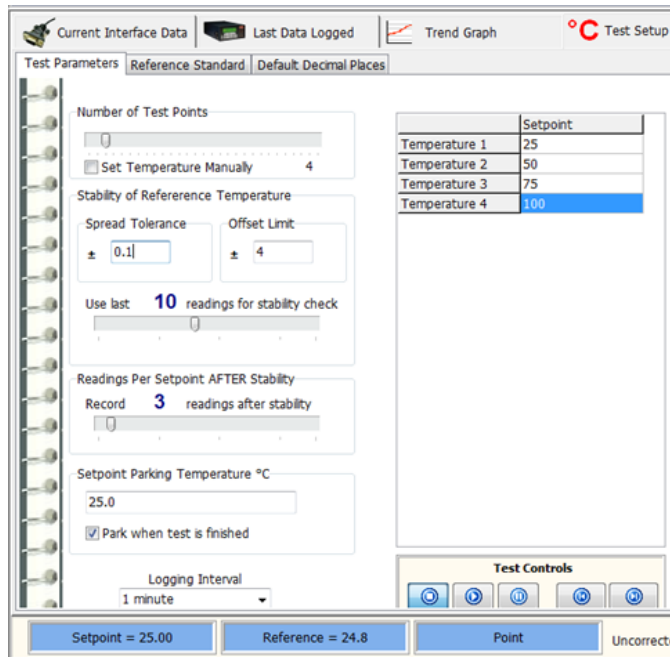 Current Interface Data
Last Data Logged
Trend Graph
°C Test Setup
Test Parameters
Reference Standard
Default Decimal Places
Number of Test Points
Set Temperature Manually 4
Stability of Refererence Temperature
Spread Tolerance
± 0.1
Offset Limit
± 4
Use last 10 readings for stability check
Readings Per Setpoint AFTER Stability
Record 3 readings after stability
Setpoint Parking Temperature °C
25.0
Park when test is finished
Logging Interval
1 minute
Setpoint
Temperature 1 25
Temperature 2 50
Temperature 3 75
Temperature 4 100
Test Controls
Setpoint = 25.00
Reference = 24.8
Point
Uncorrect